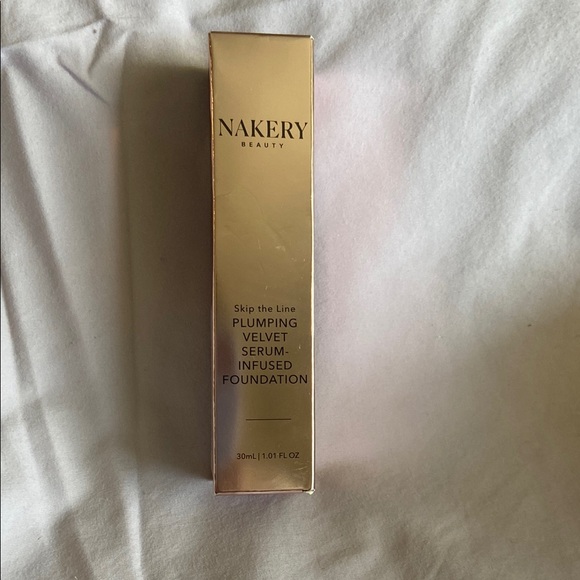 NAKERY
BEAUTY
Skip the Line
PLUMPING
VELVET
SERUM-
INFUSED
FOUNDATION
30mL | 1.01 FL OZ